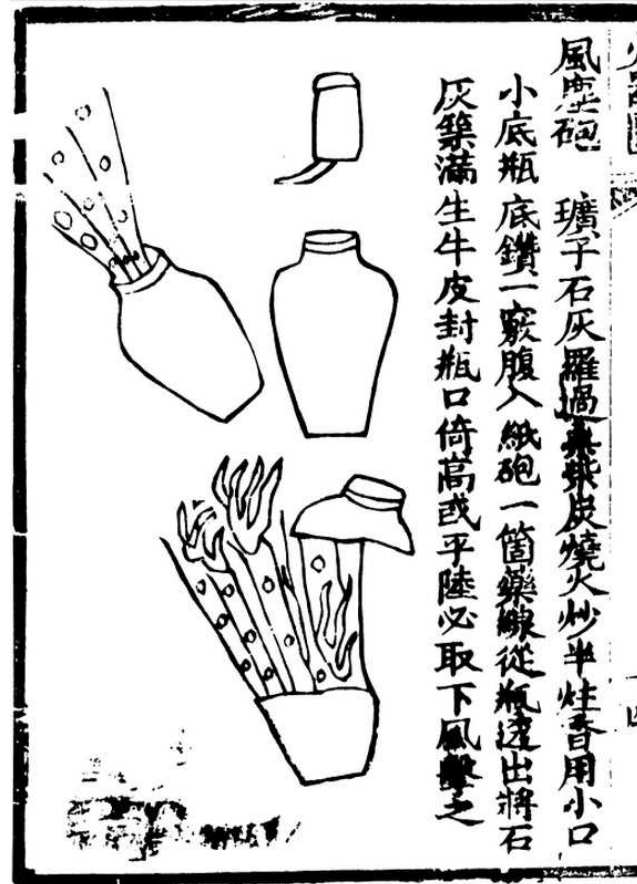 風塵砲 壙子石灰羅過桑柴炭燒火炒半炷香用小口
小底瓶底鑽一竅腹入紙砲一箇藥線從瓶透出將石
灰築滿生牛皮封瓶口倚高或平陸必取下風擊之